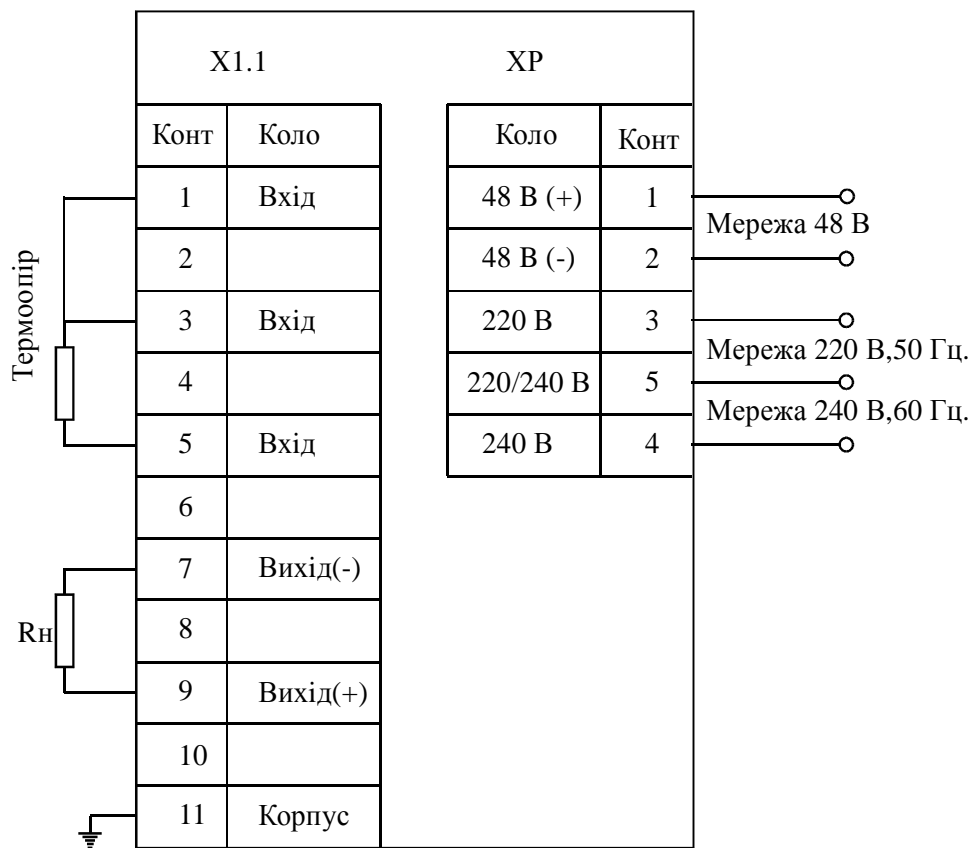 X1.1 XP
Конт Коло Коло Конт
1 Вхід 48 В (+) 1
Мережа 48 В
2 48 В (-) 2
Термоопір
3 Вхід 220 В 3
Мережа 220 В,50 Гц.
4 220/240 В 5
Мережа 240 В,60 Гц.
5 Вхід 240 В 4
6
7 Вихід(-)
Rн
8
9 Вихід(+)
10
11 Корпус